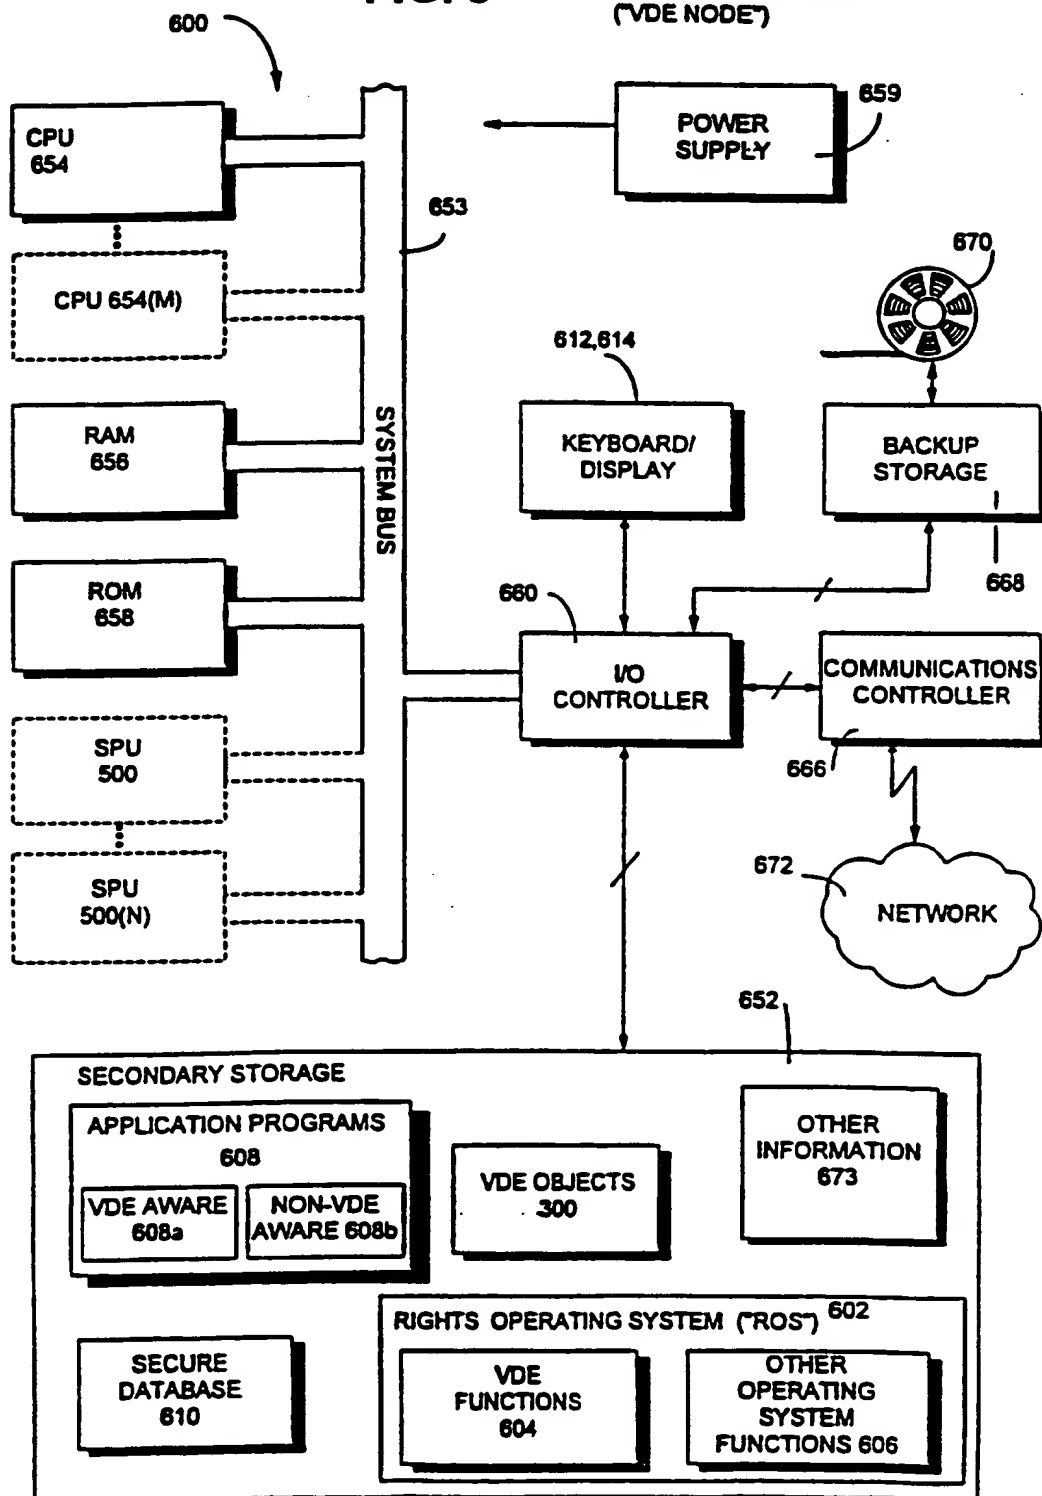 ("VDE NODE")
600
CPU
654
CPU 654(M)
RAM
656
ROM
658
SPU
500
SPU
500(N)
SYSTEM BUS
653
POWER
SUPPLY
659
670
612,614
KEYBOARD/
DISPLAY
BACKUP
STORAGE
668
660
I/O
CONTROLLER
COMMUNICATIONS
CONTROLLER
666
672
NETWORK
652
SECONDARY STORAGE
APPLICATION PROGRAMS
608
VDE AWARE
608a
NON-VDE
AWARE 608b
VDE OBJECTS
300
OTHER
INFORMATION
673
SECURE
DATABASE
610
RIGHTS OPERATING SYSTEM ("ROS") 602
VDE
FUNCTIONS
604
OTHER
OPERATING
SYSTEM
FUNCTIONS 606